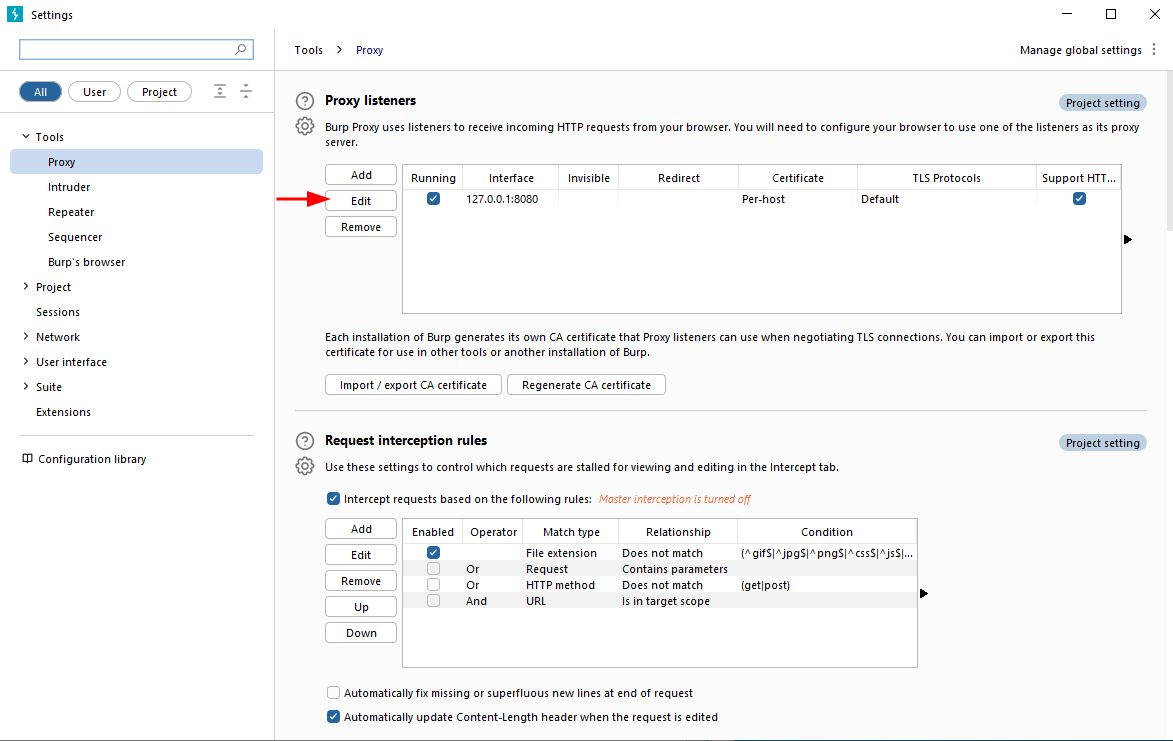 Settings
All
User
Project
Tools
Proxy
Intruder
Repeater
Sequencer
Burp's browser
Project
Sessions
Network
User interface
Suite
Extensions
Configuration library
Tools > Proxy
Manage global settings
Proxy listeners
Project setting
Burp Proxy uses listeners to receive incoming HTTP requests from your browser. You will need to configure your browser to use one of the listeners as its proxy
server.
Add
Edit
Remove
Running Interface Invisible Redirect Certificate TLS Protocols Support HTT...
127.0.0.1:8080 Per-host Default
Each installation of Burp generates its own CA certificate that Proxy listeners can use when negotiating TLS connections. You can import or export this
certificate for use in other tools or another installation of Burp.
Import / export CA certificate
Regenerate CA certificate
Request interception rules
Project setting
Use these settings to control which requests are stalled for viewing and editing in the Intercept tab.
Intercept requests based on the following rules: Master interception is turned off
Add
Edit
Remove
Up
Down
Enabled Operator Match type Relationship Condition
File extension Does not match (^gif$|^jpg$|^png$|^css$|^js$|...
Or Request Contains parameters
Or HTTP method Does not match (get|post)
And URL Is in target scope
Automatically fix missing or superfluous new lines at end of request
Automatically update Content-Length header when the request is edited